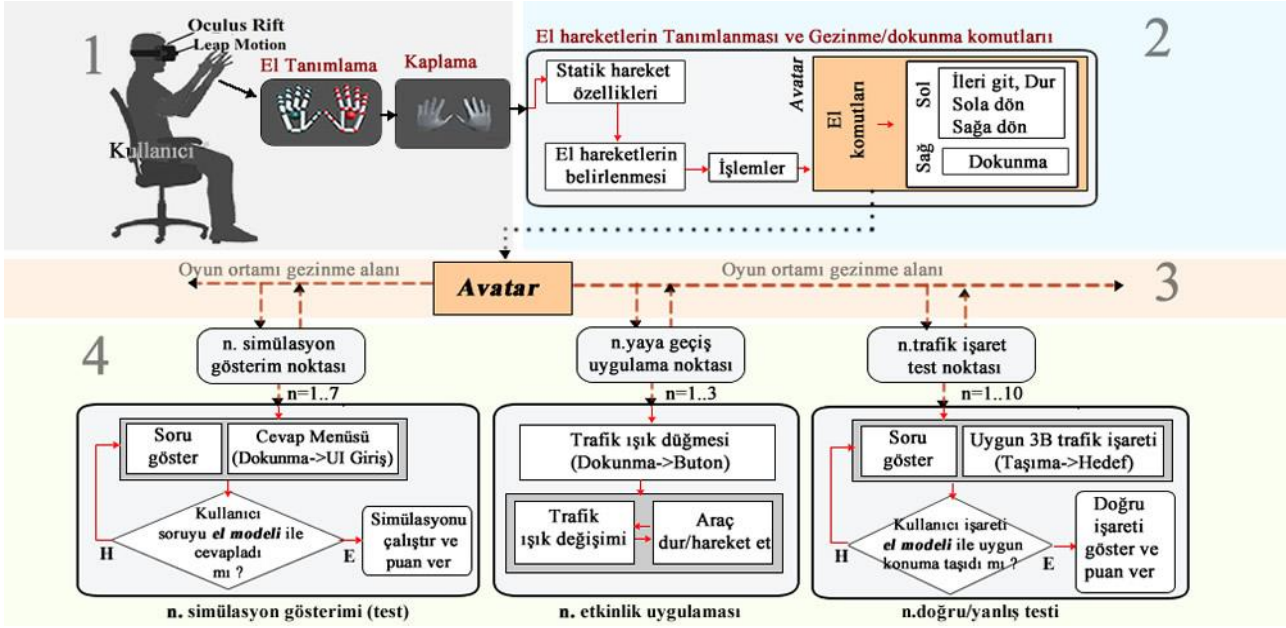 1
Oculus Rift
Leap Motion
El Tanımlama
Kaplama
Kullanıcı
2
El hareketlerin Tanımlanması ve Gezinme/dokunma komutlarıı
Statik hareket
özellikleri
El hareketlerin
belirlenmesi
İşlemler
Avatar
El
komutları
Sol
İleri git, Dur
Sola dön
Sağa dön
Sağ
Dokunma
Oyun ortamı gezinme alanı
Avatar
Oyun ortamı gezinme alanı
3
4
n. simülasyon
gösterim noktası
n=1..7
Soru
göster
Cevap Menüsü
(Dokunma->UI Giriş)
Kullanıcı
soruyu el modeli ile
cevapladı
mı ?
H
E
Simülasyonu
çalıştır ve
puan ver
n. simülasyon gösterimi (test)
n.yaya geçiş
uygulama noktası
n=1..3
Trafik ışık düğmesi
(Dokunma->Buton)
Trafik
ışık değişimi
Araç
dur/hareket et
n. etkinlik uygulaması
n.trafik işaret
test noktası
n=1..10
Soru
göster
Uygun 3B trafik işareti
(Taşıma->Hedef)
Kullanıcı işareti
el modeli ile uygun
konuma taşıdı mı ?
H
E
Doğru
işareti
göster ve
puan ver
n.doğru/yanlış testi